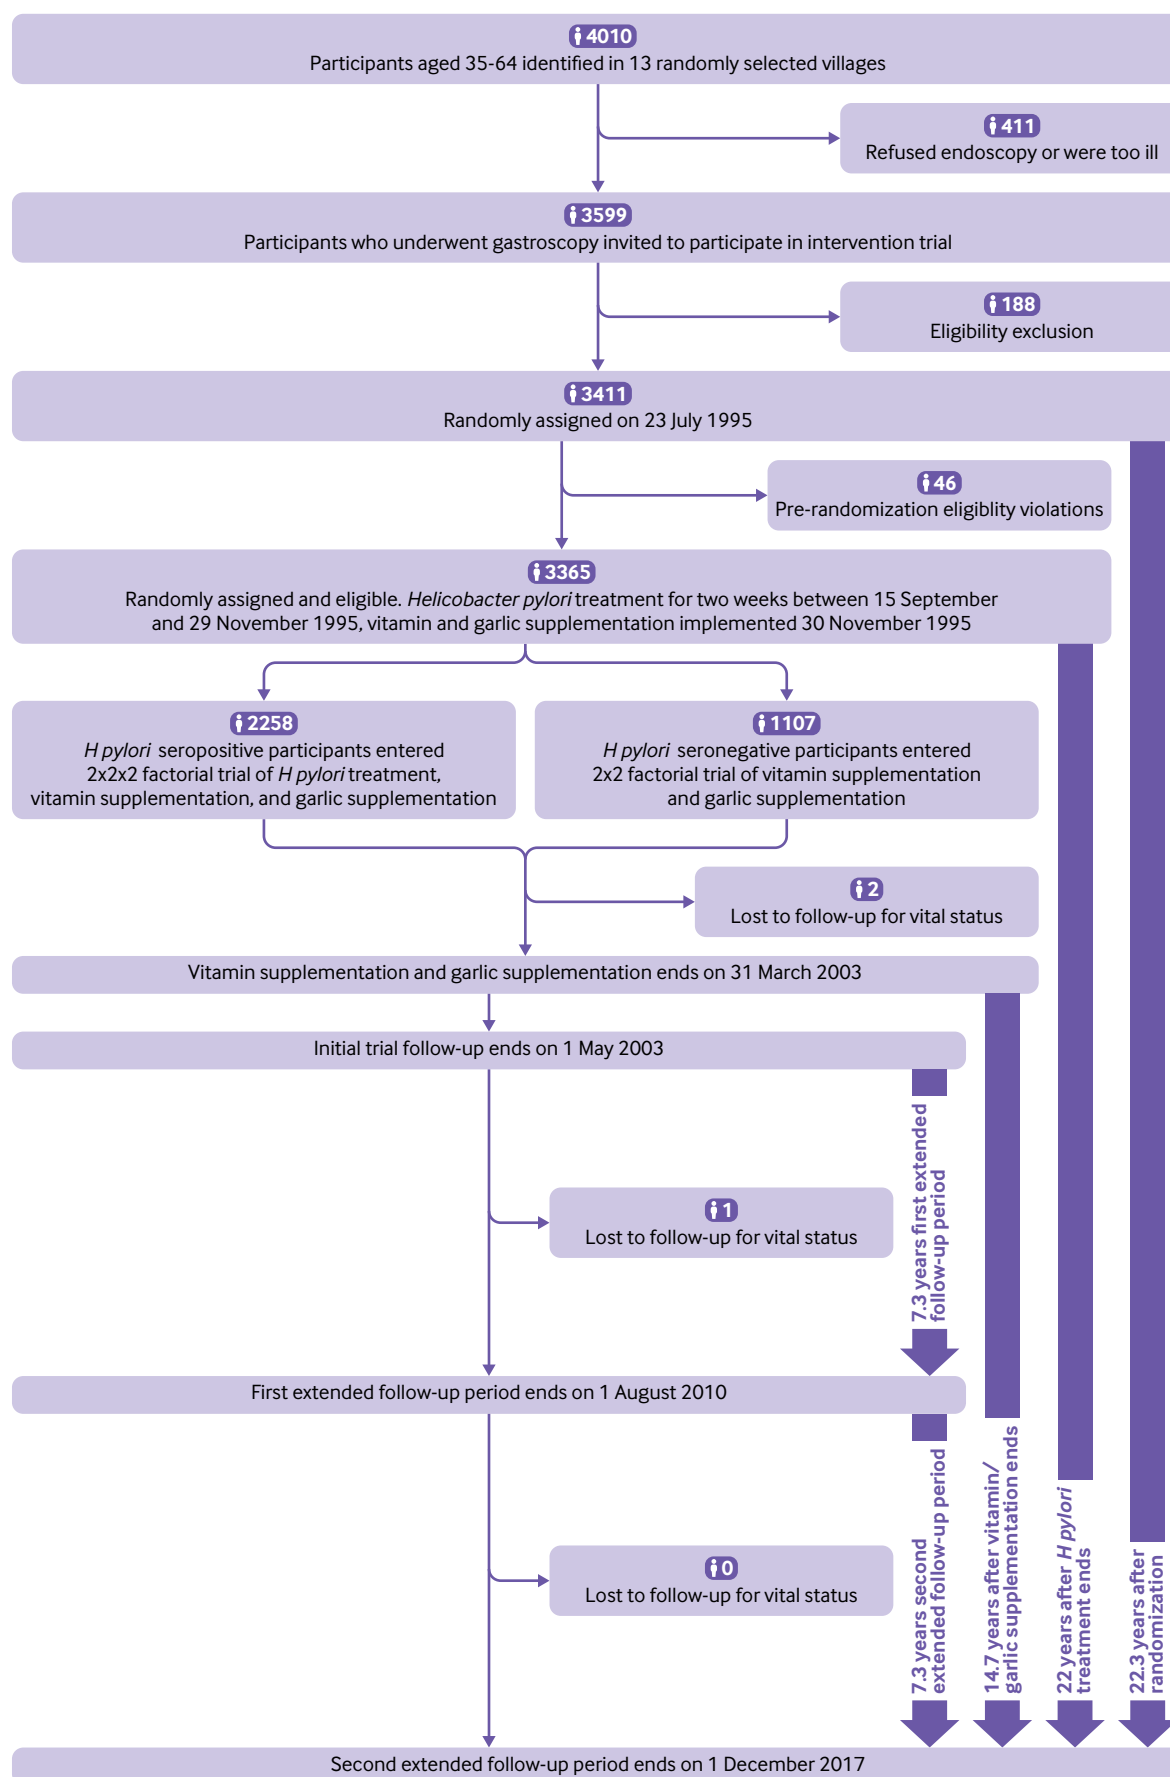 4010
Participants aged 35-64 identified in 13 randomly selected villages
411
Refused endoscopy or were too ill
3599
Participants who underwent gastroscopy invited to participate in intervention trial
188
Eligibility exclusion
3411
Randomly assigned on 23 July 1995
46
Pre-randomization eligiblity violations
3365
Randomly assigned and eligible. Helicobacter pylori treatment for two weeks between 15 September
and 29 November 1995, vitamin and garlic supplementation implemented 30 November 1995
2258
H pylori seropositive participants entered
2x2x2 factorial trial of H pylori treatment,
vitamin supplementation, and garlic supplementation
1107
H pylori seronegative participants entered
2x2 factorial trial of vitamin supplementation
and garlic supplementation
2
Lost to follow-up for vital status
Vitamin supplementation and garlic supplementation ends on 31 March 2003
Initial trial follow-up ends on 1 May 2003
7.3 years first extended
follow-up period
1
Lost to follow-up for vital status
First extended follow-up period ends on 1 August 2010
7.3 years second
extended follow-up period
14.7 years after vitamin/
garlic supplementation ends
22 years after H pylori
treatment ends
22.3 years after
randomization
0
Lost to follow-up for vital status
Second extended follow-up period ends on 1 December 2017